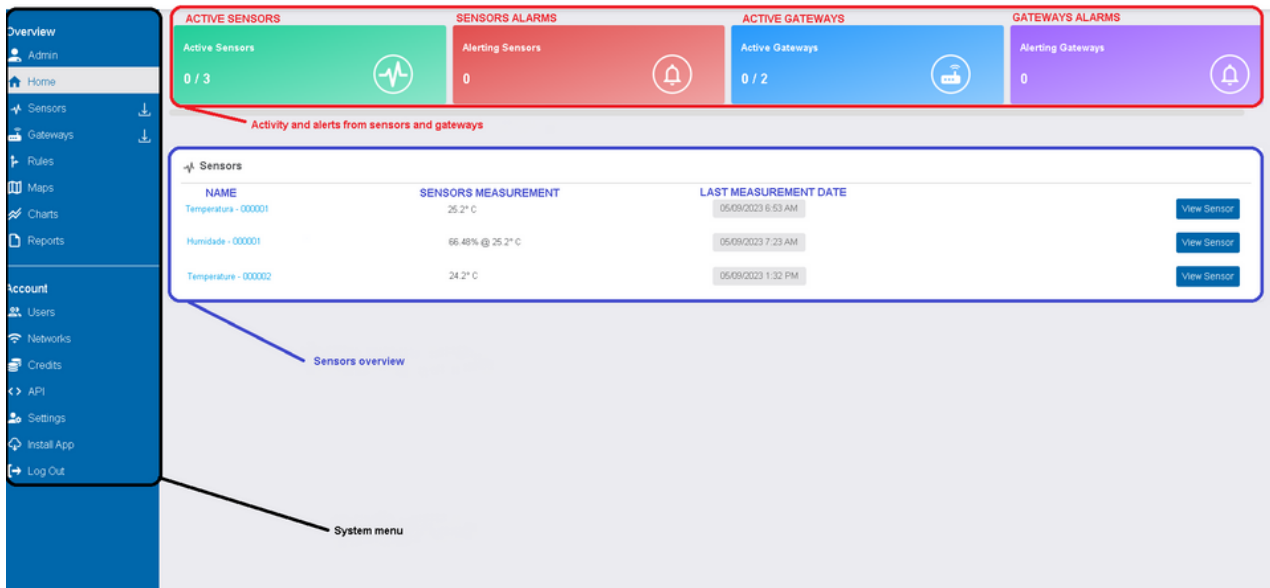 Overview
Admin
Home
Sensors
Gateways
Rules
Maps
Charts
Reports
Account
Users
Networks
Credits
API
Settings
Install App
Log Out
ACTIVE SENSORS
Active Sensors
0 / 3
SENSORS ALARMS
Alerting Sensors
0
ACTIVE GATEWAYS
Active Gateways
0 / 2
GATEWAYS ALARMS
Alerting Gateways
0
Activity and alerts from sensors and gateways
Sensors
NAME SENSORS MEASUREMENT LAST MEASUREMENT DATE
Temperatura - 000001 25.2° C 05/09/2023 6:53 AM View Sensor
Humidade - 000001 66.48% @ 25.2° C 05/09/2023 7:23 AM View Sensor
Temperature - 000002 24.2° C 05/09/2023 1:32 PM View Sensor
Sensors overview
System menu